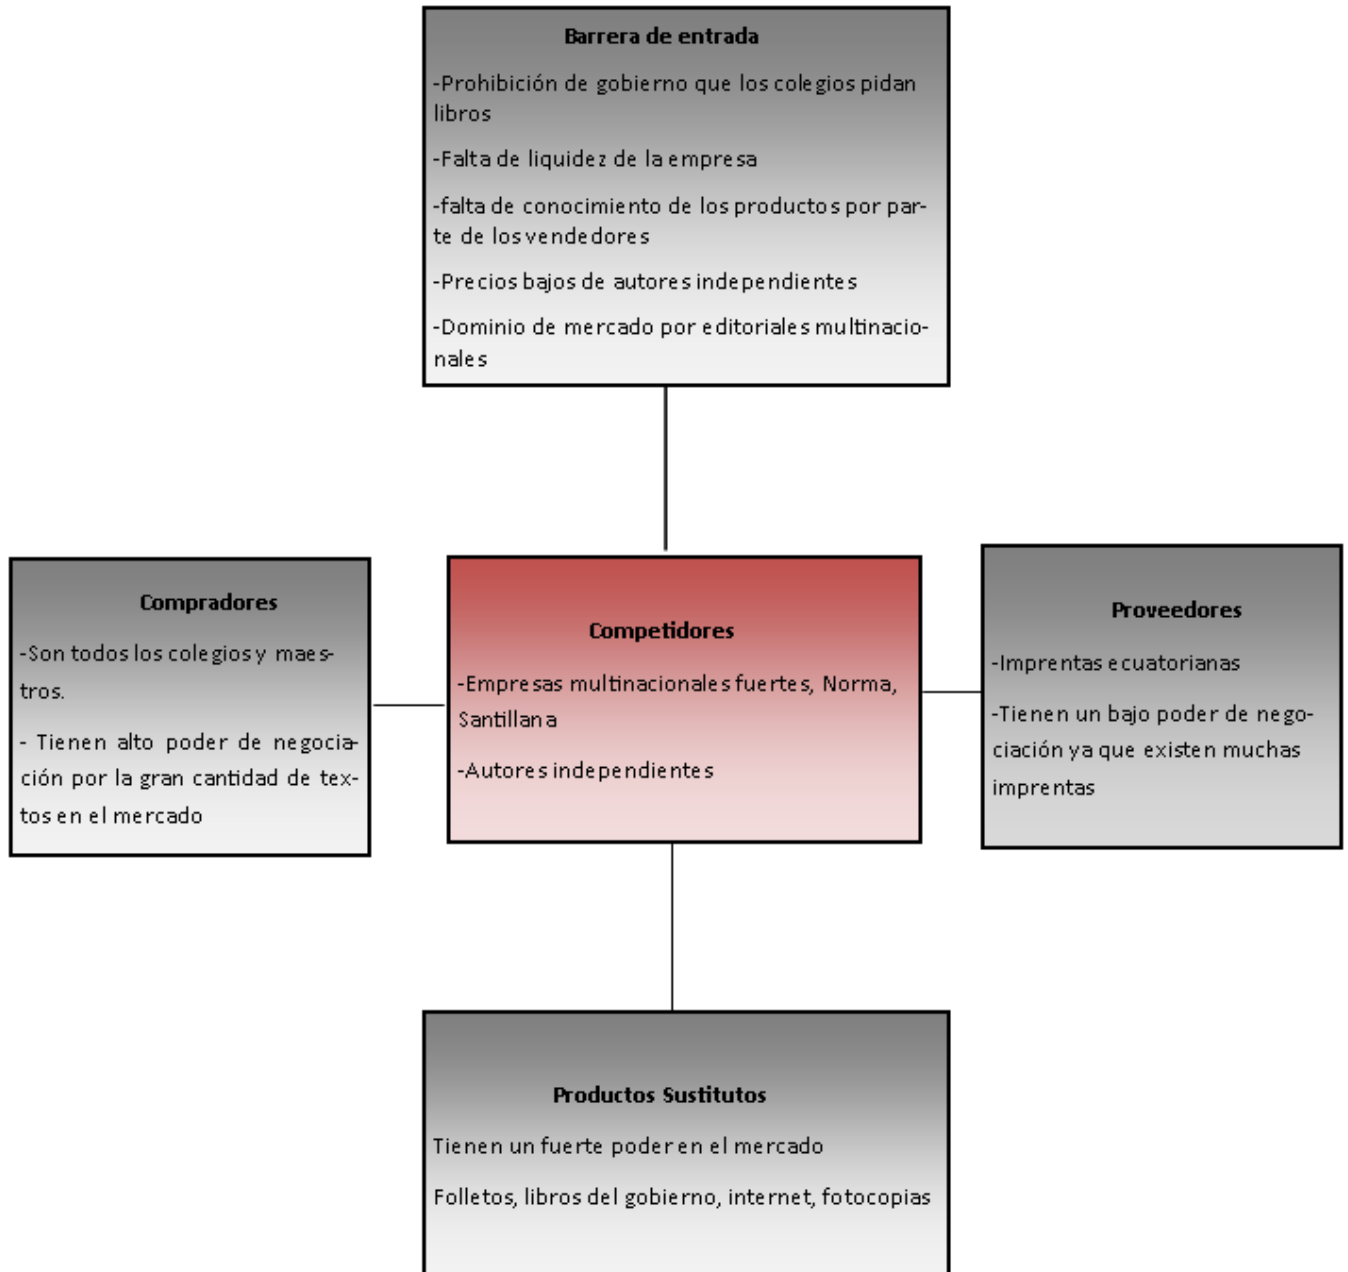 Barrera de entrada
-Prohibición de gobierno que los colegios pidan
libros
-Falta de liquidez de la empresa
-falta de conocimiento de los productos por par-
te de los vendedores
-Precios bajos de autores independientes
-Dominio de mercado por editoriales multinacio-
nales
Compradores
-Son todos los colegios y maes-
tros.
- Tienen alto poder de negocia-
ción por la gran cantidad de tex-
tos en el mercado
Competidores
-Empresas multinacionales fuertes, Norma,
Santillana
-Autores independientes
Proveedores
-Imprentas ecuatorianas
-Tienen un bajo poder de nego-
ciación ya que existen muchas
imprentas
Productos Sustitutos
Tienen un fuerte poder en el mercado
Folletos, libros del gobierno, internet, fotocopias